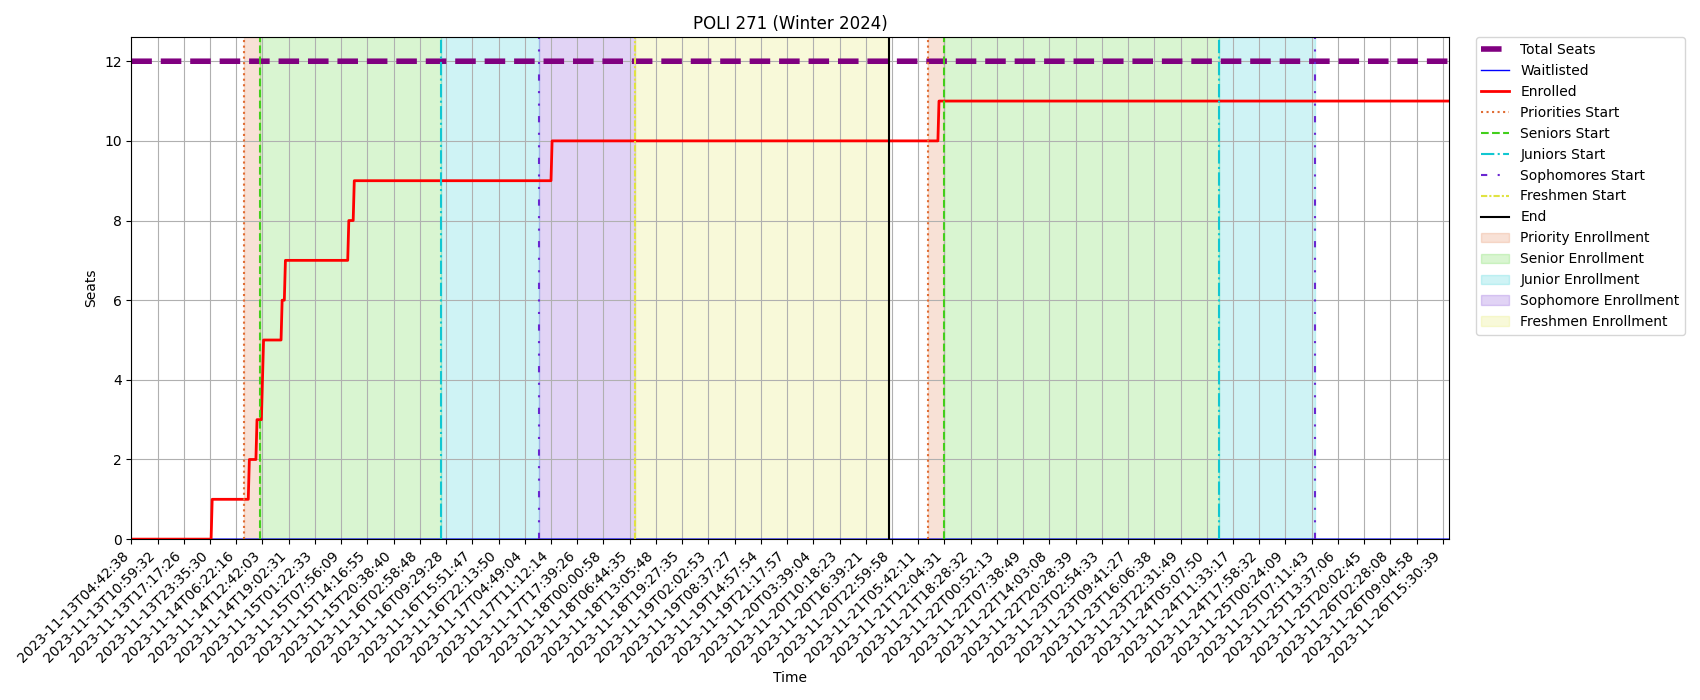 POLI 271 (Winter 2024)
Seats
12
10
8
6
4
2
0
2023-11-13T04:42:38
2023-11-13T10:59:32
2023-11-13T17:17:26
2023-11-13T23:35:30
2023-11-14T06:22:16
2023-11-14T12:42:03
2023-11-14T19:02:31
2023-11-15T01:22:33
2023-11-15T07:56:09
2023-11-15T14:16:55
2023-11-15T20:38:40
2023-11-16T02:58:48
2023-11-16T09:29:28
2023-11-16T15:51:47
2023-11-16T22:13:50
2023-11-17T04:49:04
2023-11-17T11:12:14
2023-11-17T17:39:26
2023-11-18T00:00:58
2023-11-18T06:44:35
2023-11-18T13:05:48
2023-11-18T19:27:35
2023-11-19T02:02:53
2023-11-19T08:37:27
2023-11-19T14:57:54
2023-11-19T21:17:57
2023-11-20T03:39:04
2023-11-20T10:18:23
2023-11-20T16:39:21
2023-11-20T22:59:58
2023-11-21T05:42:11
2023-11-21T12:04:31
2023-11-21T18:28:32
2023-11-22T00:52:13
2023-11-22T07:38:49
2023-11-22T14:03:08
2023-11-22T20:28:39
2023-11-23T02:54:33
2023-11-23T09:41:27
2023-11-23T16:06:38
2023-11-23T22:31:49
2023-11-24T05:07:50
2023-11-24T11:33:17
2023-11-24T17:58:32
2023-11-25T00:24:09
2023-11-25T07:11:43
2023-11-25T13:37:06
2023-11-25T20:02:45
2023-11-26T02:28:08
2023-11-26T09:04:58
2023-11-26T15:30:39
Time
Total Seats
Waitlisted
Enrolled
Priorities Start
Seniors Start
Juniors Start
Sophomores Start
Freshmen Start
End
Priority Enrollment
Senior Enrollment
Junior Enrollment
Sophomore Enrollment
Freshmen Enrollment